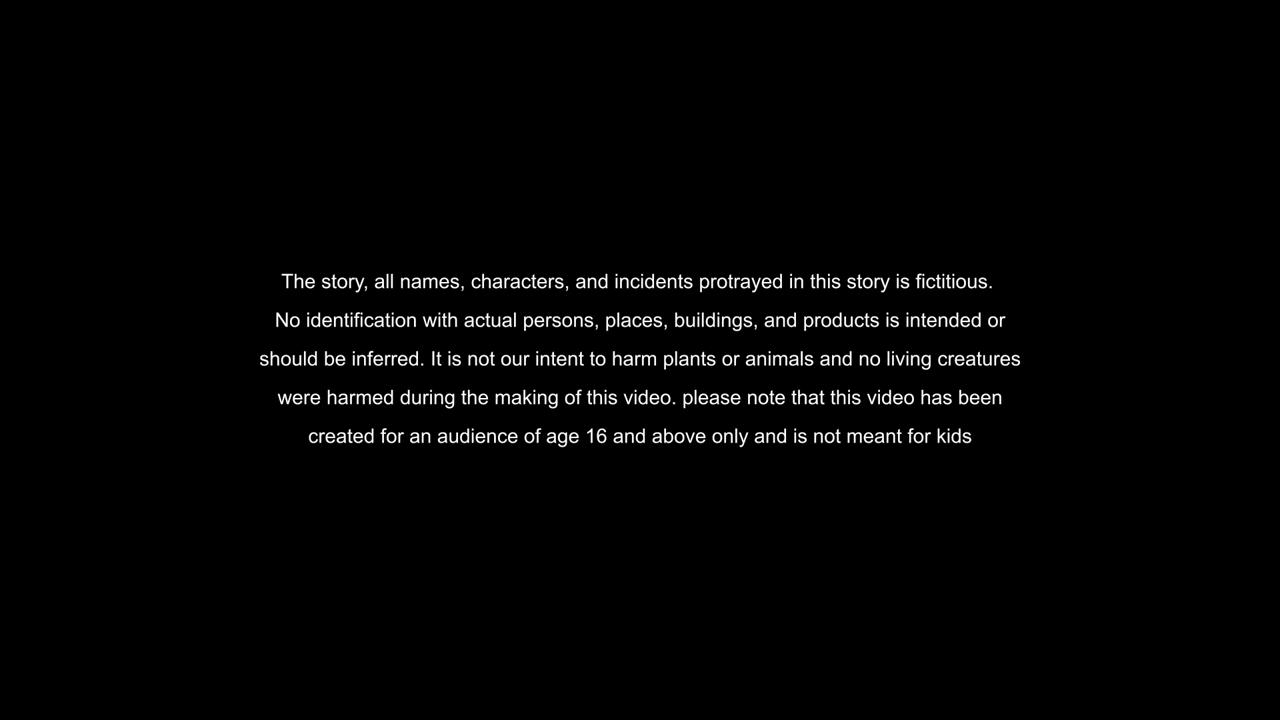 The story, all names, characters, and incidents protrayed in this story is fictitious.
No identification with actual persons, places, buildings, and products is intended or
should be inferred. It is not our intent to harm plants or animals and no living creatures
were harmed during the making of this video. please note that this video has been
created for an audience of age 16 and above only and is not meant for kids